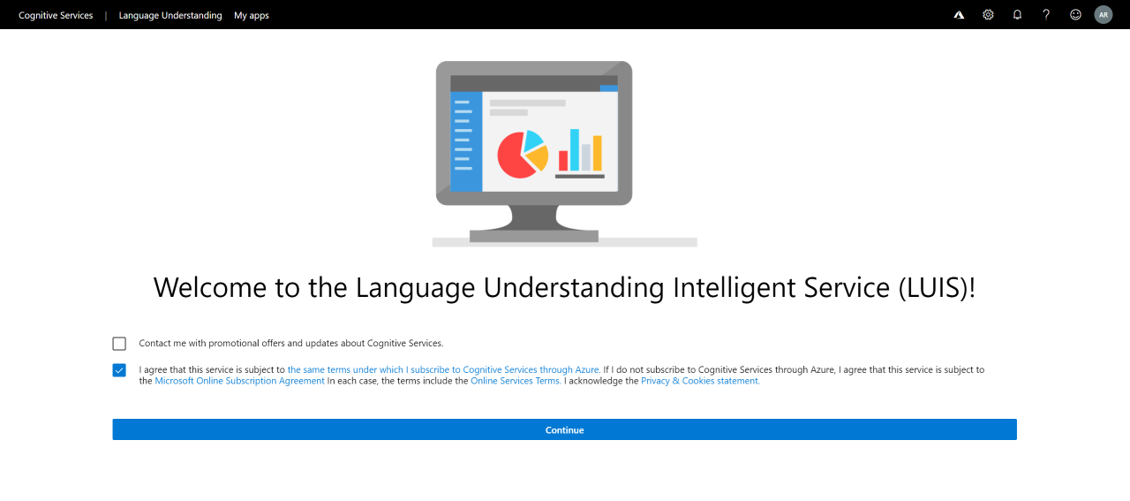 Cognitive Services | Language Understanding My apps ? AR
Welcome to the Language Understanding Intelligent Service (LUIS)!
Contact me with promotional offers and updates about Cognitive Services.
I agree that this service is subject to the same terms under which I subscribe to Cognitive Services through Azure. If I do not subscribe to Cognitive Services through Azure, I agree that this service is subject to
the Microsoft Online Subscription Agreement In each case, the terms include the Online Services Terms. I acknowledge the Privacy & Cookies statement.
Continue